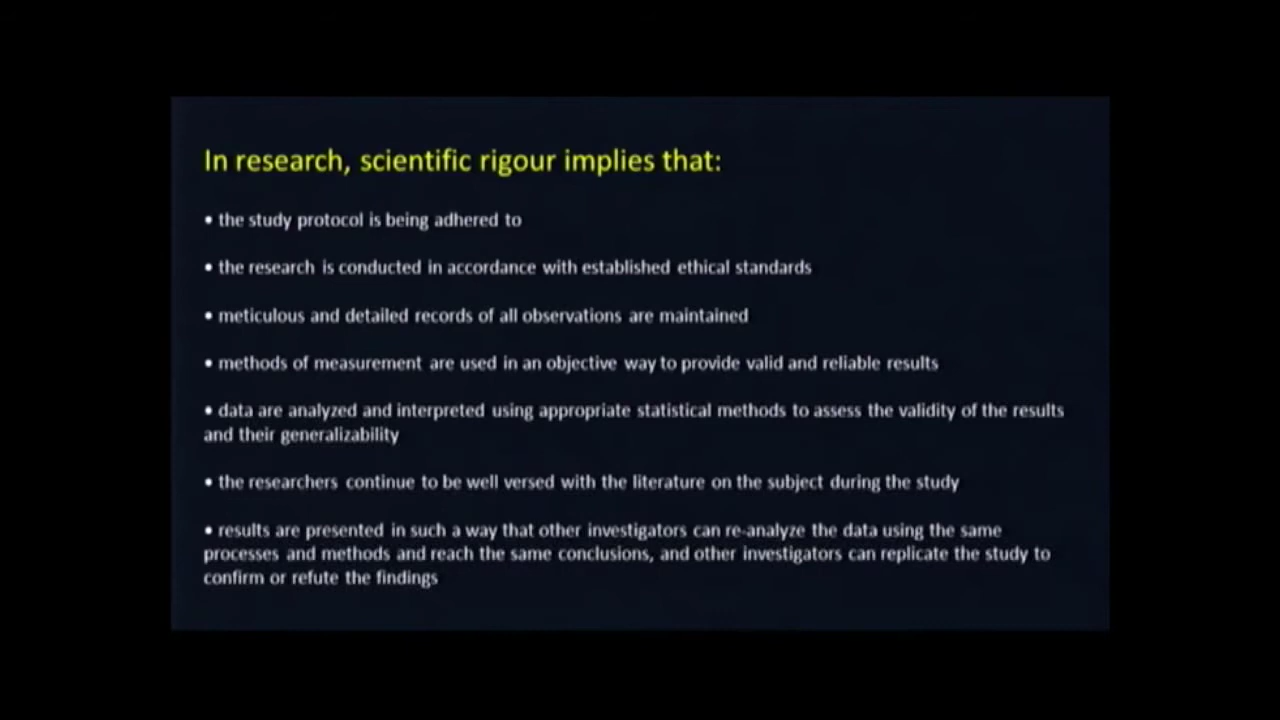 In research, scientific rigour implies that:
• the study protocol is being adhered to
• the research is conducted in accordance with established ethical standards
• meticulous and detailed records of all observations are maintained
• methods of measurement are used in an objective way to provide valid and reliable results
• data are analyzed and interpreted using appropriate statistical methods to assess the validity of the results
and their generalizability
• the researchers continue to be well versed with the literature on the subject during the study
• results are presented in such a way that other investigators can re-analyze the data using the same
processes and methods and reach the same conclusions, and other investigators can replicate the study to
confirm or refute the findings